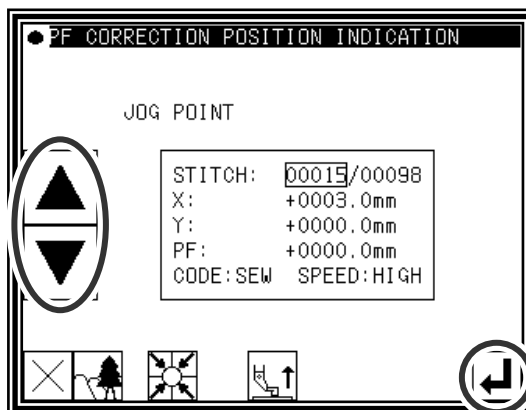 PF CORRECTION POSITION INDICATION
JOG POINT
STITCH: 00015/00098
X: +0003.0mm
Y: +0000.0mm
PF: +0000.0mm
CODE:SEW SPEED:HIGH